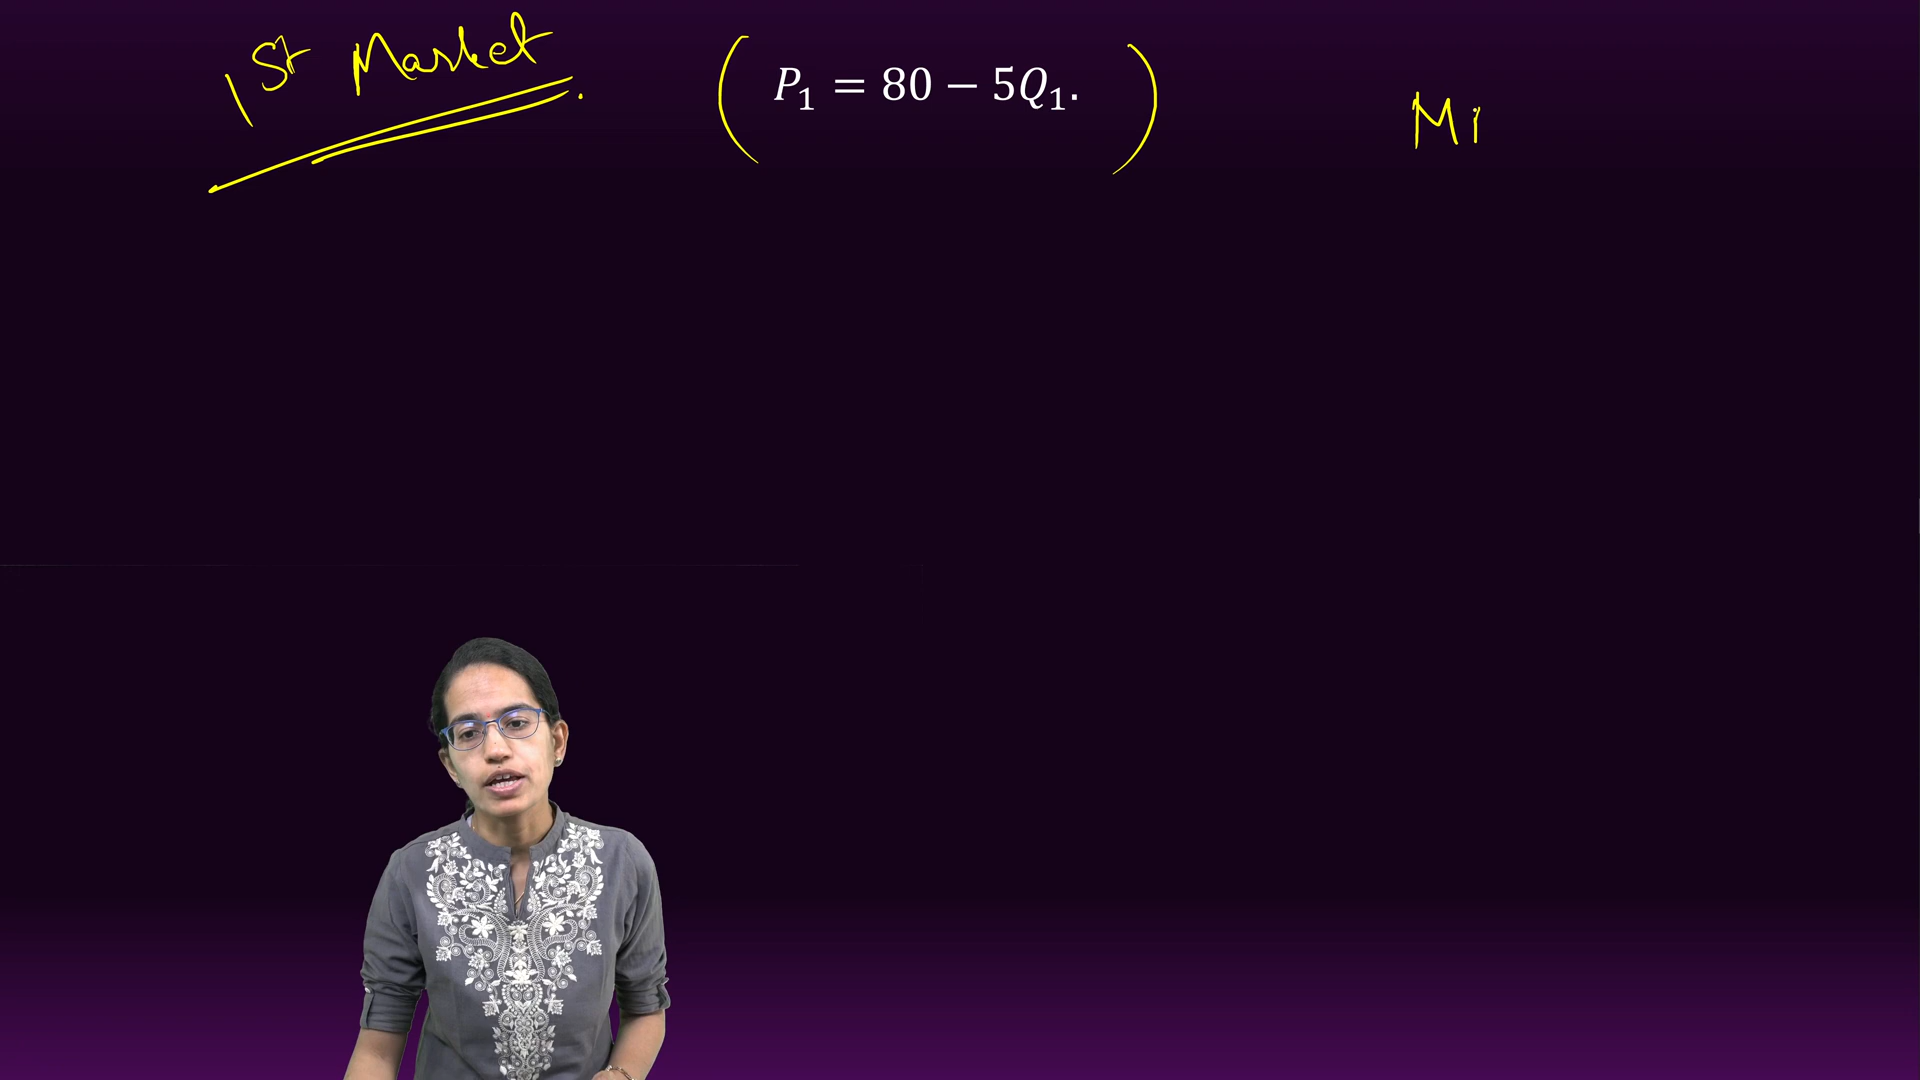 1st Market.
( P₁ = 80 − 5Q₁. )
Mi